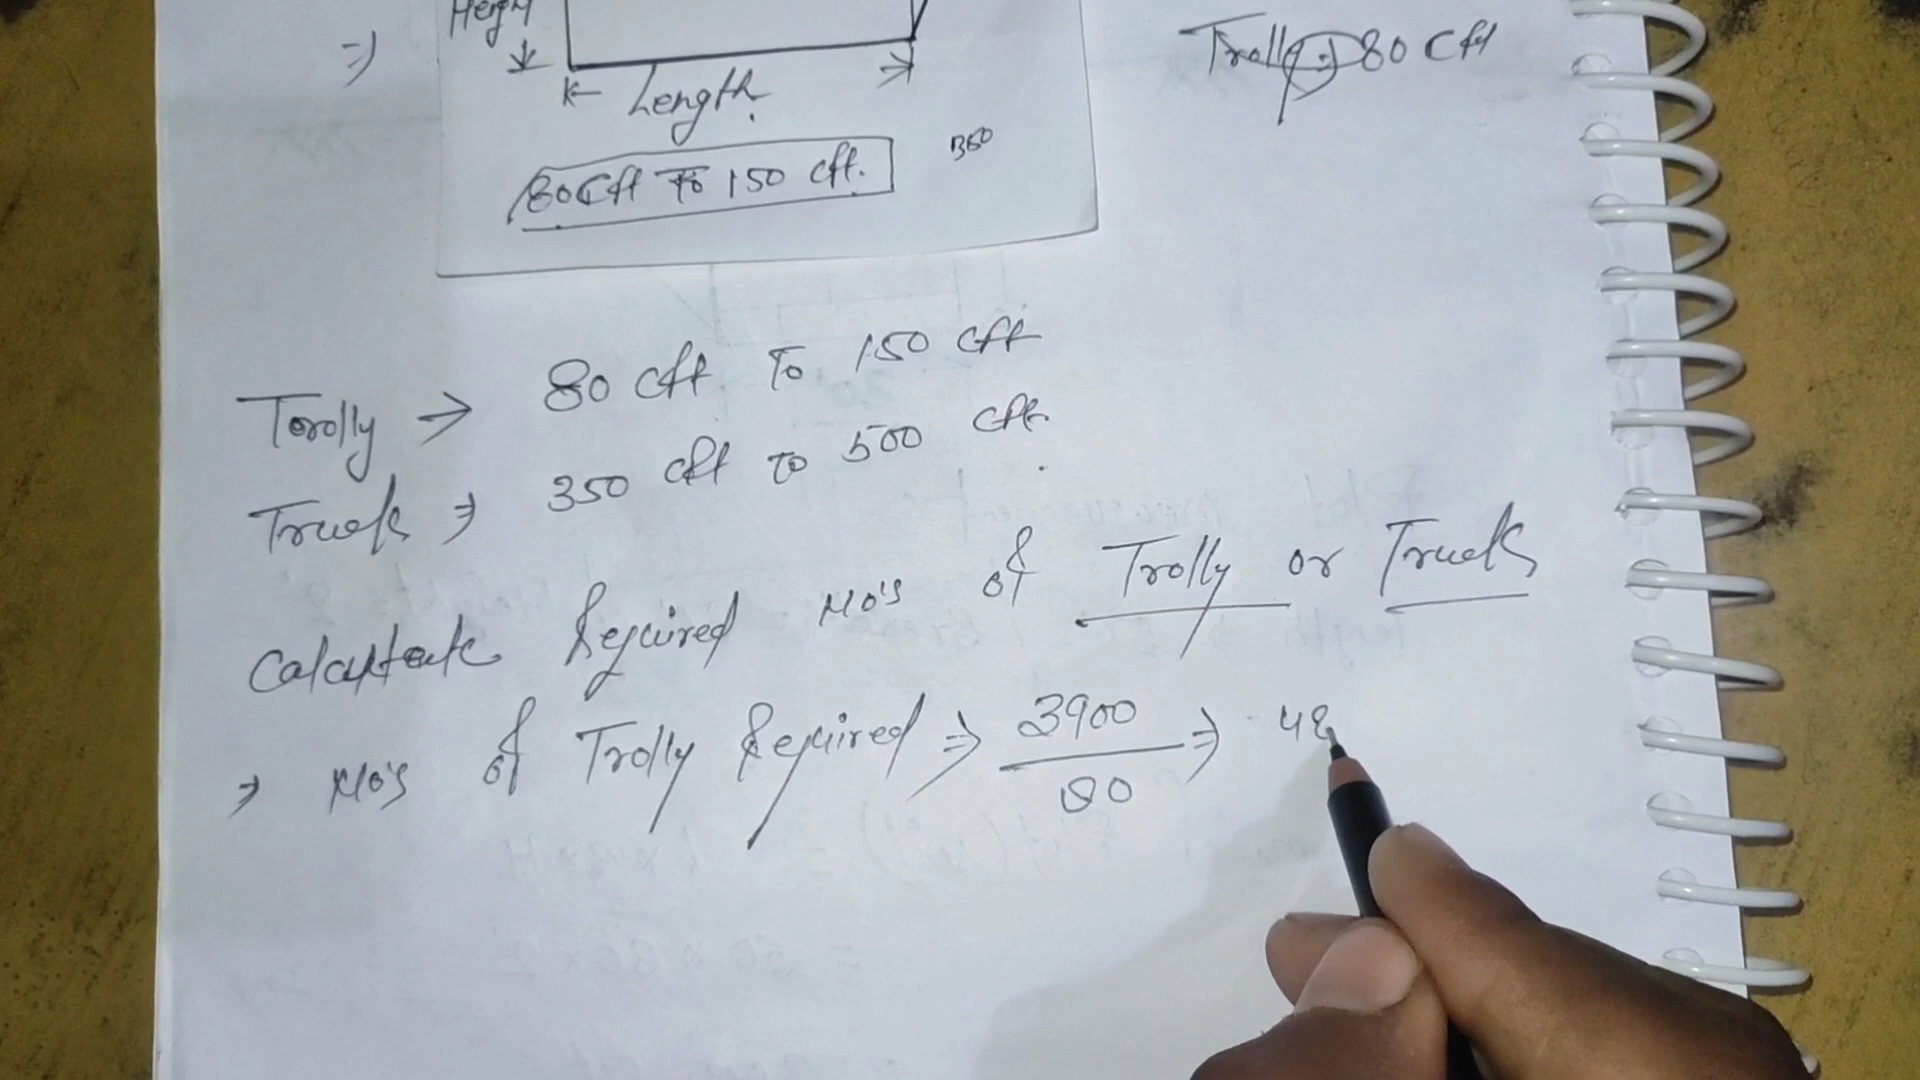 Height
Length
80 Cft To 150 cft.
Trolly => 80 Cft
1350
Trolly → 80 cft To 150 cft
Truck => 350 cft to 500 cft.
Calculate Required No's of Trolly or Truck
→ No's of Trolly Required => 3900 => 48
80